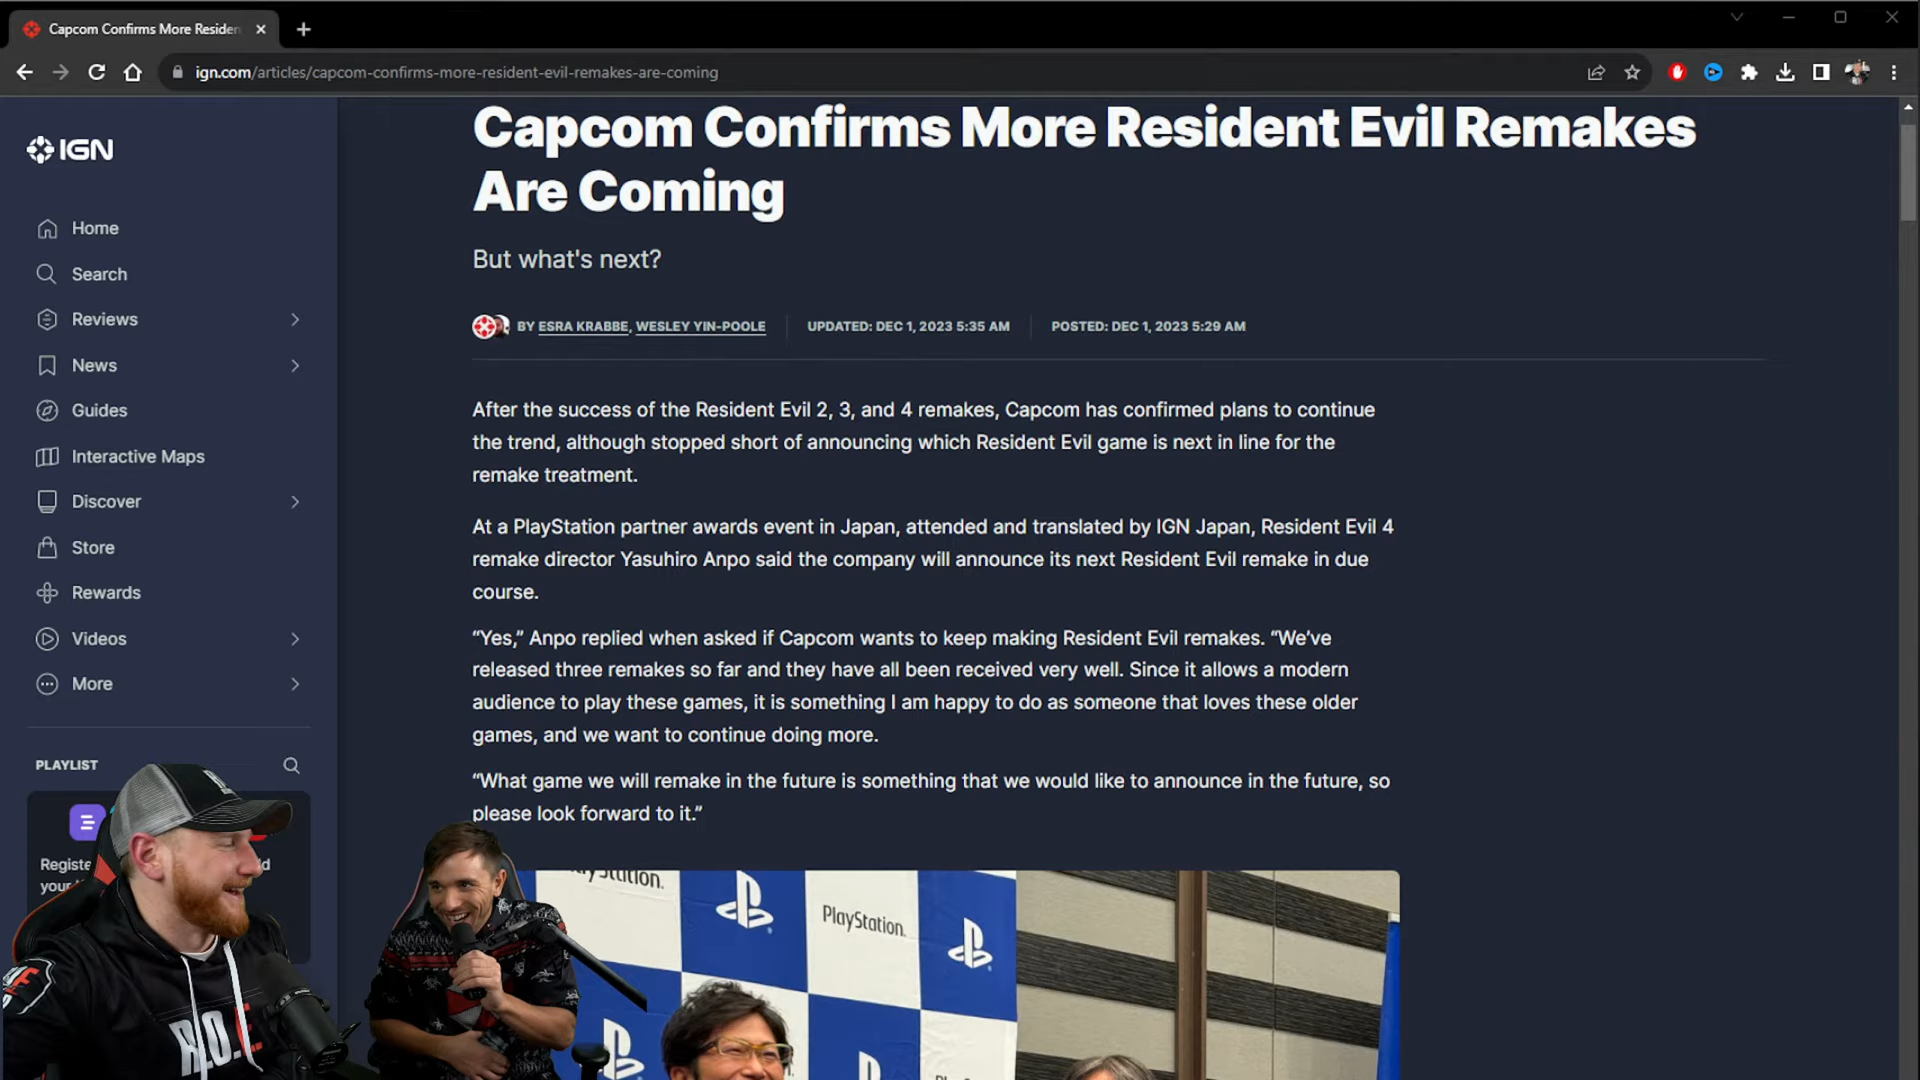 Capcom Confirms More Residen
ign.com/articles/capcom-confirms-more-resident-evil-remakes-are-coming
IGN
Home
Search
Reviews
News
Guides
Interactive Maps
Discover
Store
Rewards
Videos
More
PLAYLIST
Registe
your
Capcom Confirms More Resident Evil Remakes
Are Coming
But what's next?
BY ESRA KRABBE, WESLEY YIN-POOLE
UPDATED: DEC 1, 2023 5:35 AM
POSTED: DEC 1, 2023 5:29 AM
After the success of the Resident Evil 2, 3, and 4 remakes, Capcom has confirmed plans to continue
the trend, although stopped short of announcing which Resident Evil game is next in line for the
remake treatment.
At a PlayStation partner awards event in Japan, attended and translated by IGN Japan, Resident Evil 4
remake director Yasuhiro Anpo said the company will announce its next Resident Evil remake in due
course.
“Yes,” Anpo replied when asked if Capcom wants to keep making Resident Evil remakes. “We’ve
released three remakes so far and they have all been received very well. Since it allows a modern
audience to play these games, it is something I am happy to do as someone that loves these older
games, and we want to continue doing more.
“What game we will remake in the future is something that we would like to announce in the future, so
please look forward to it.”
PlayStation.
PlayStation.
R.O.E